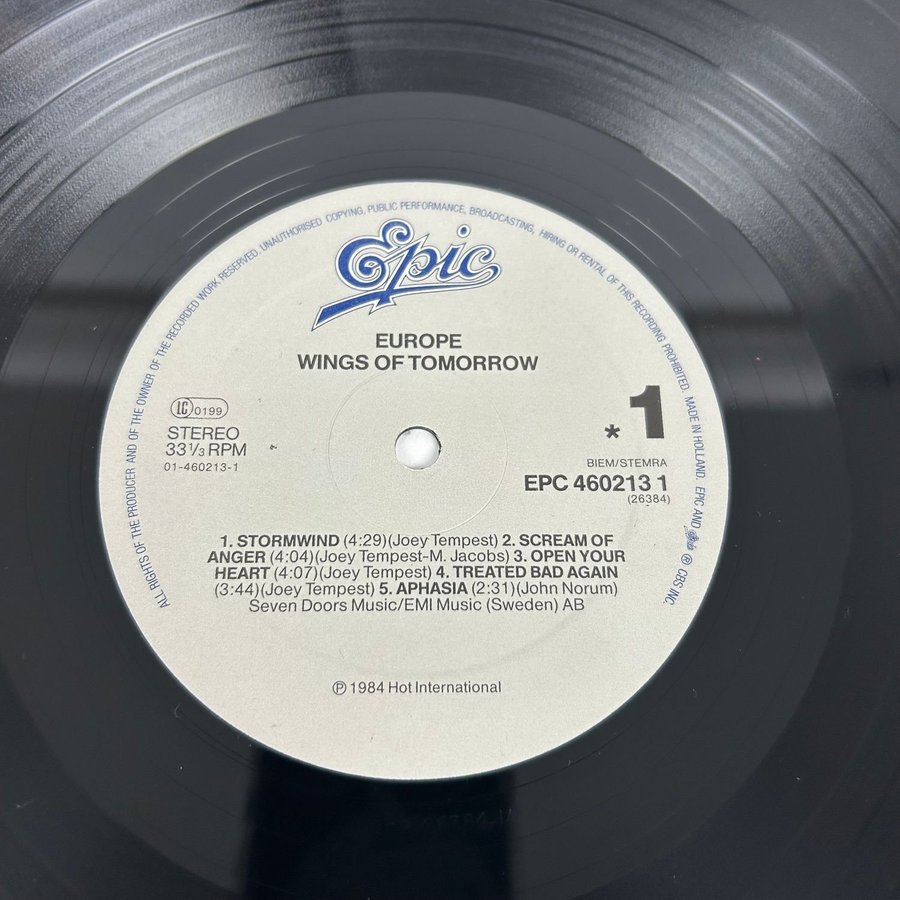 ALL RIGHTS OF THE PRODUCER AND OF THE OWNER OF THE RECORDED WORK RESERVED. UNAUTHORISED COPYING, PUBLIC PERFORMANCE, BROADCASTING, HIRING OR RENTAL OF THIS RECORDING PROHIBITED. MADE IN HOLLAND. EPIC AND Epic ℗ CBS INC.
Epic
EUROPE
WINGS OF TOMORROW
LC 0199
STEREO
33 1/3 RPM
01-460213-1
* 1
BIEM/STEMRA
EPC 460213 1
(26384)
1. STORMWIND (4:29)(Joey Tempest) 2. SCREAM OF
ANGER (4:04)(Joey Tempest-M. Jacobs) 3. OPEN YOUR
HEART (4:07)(Joey Tempest) 4. TREATED BAD AGAIN
(3:44)(Joey Tempest) 5. APHASIA (2:31)(John Norum)
Seven Doors Music/EMI Music (Sweden) AB
℗ 1984 Hot International